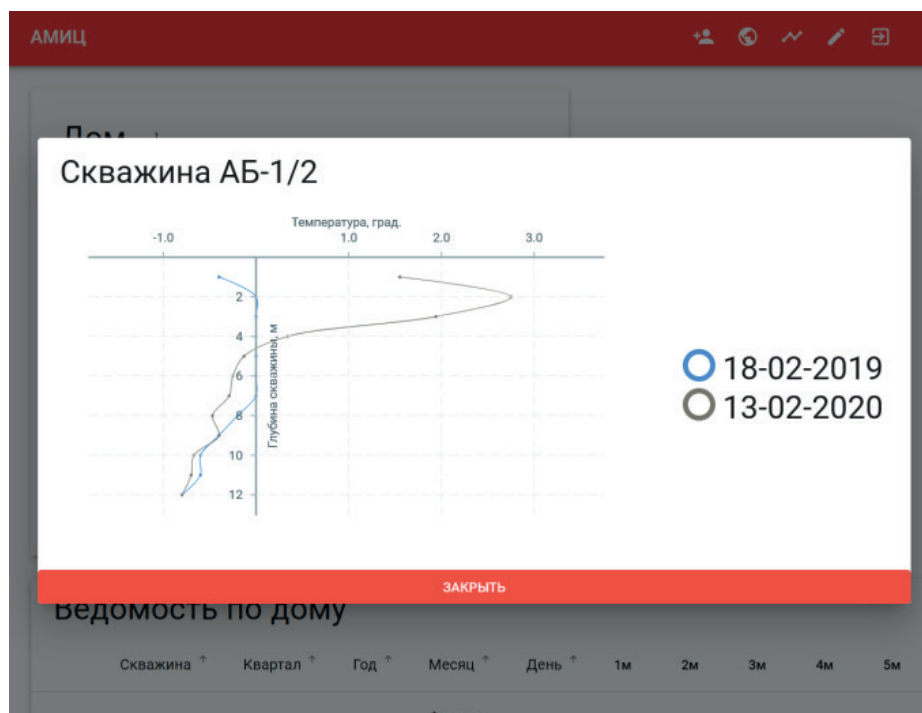 АМИЦ
Дом
Скважина АБ-1/2
Температура, град.
-1.0 1.0 2.0 3.0
2
4
6
8
10
12
Глубина скважины, м
18-02-2019
13-02-2020
ЗАКРЫТЬ
Ведомость по дому
Скважина ↑ Квартал ↑ Год ↑ Месяц ↑ День ↑ 1м 2м 3м 4м 5м